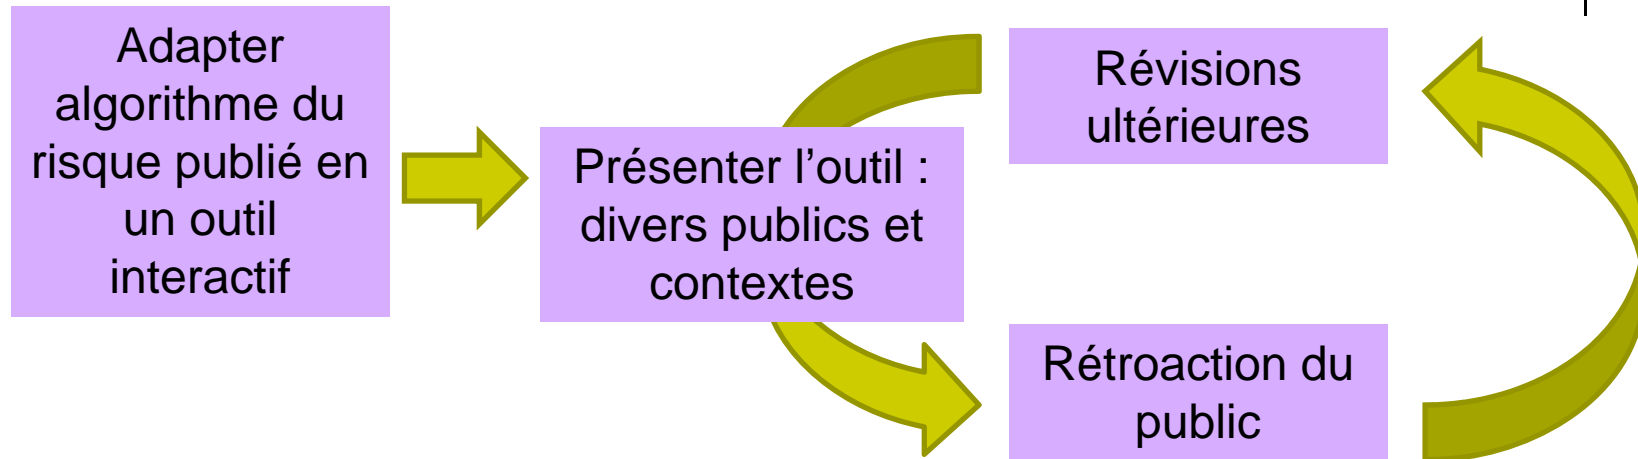 Adapter
algorithme du
risque publié en
un outil
interactif
Présenter l’outil :
divers publics et
contextes
Révisions
ultérieures
Rétroaction du
public